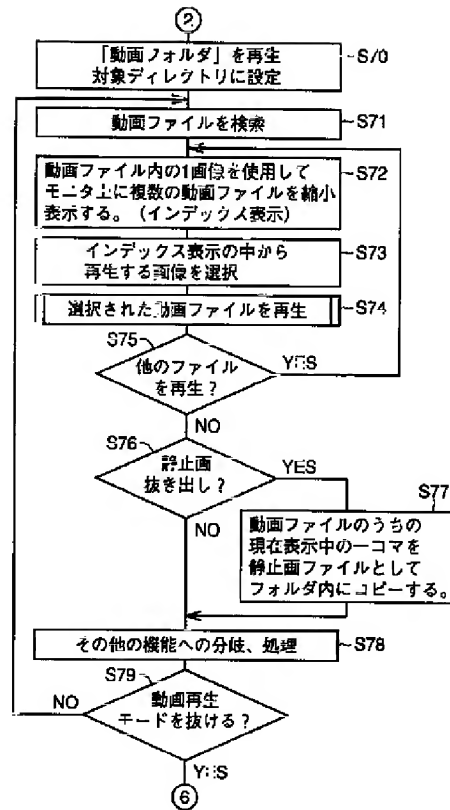 ②
「動画フォルダ」を再生
対象ディレクトリに設定
S70
動画ファイルを検索
S71
動画ファイル内の1画像を使用して
モニタ上に複数の動画ファイルを縮小
表示する。（インデックス表示）
S72
インデックス表示の中から
再生する画像を選択
S73
選択された動画ファイルを再生
S74
S75
他のファイル
を再生？
YES
NO
S76
静止画
抜き出し？
YES
NO
S77
動画ファイルのうちの
現在表示中の一コマを
静止画ファイルとして
フォルダ内にコピーする。
その他の機能への分岐、処理
S78
S79
動画再生
モードを抜ける？
NO
YES
⑥